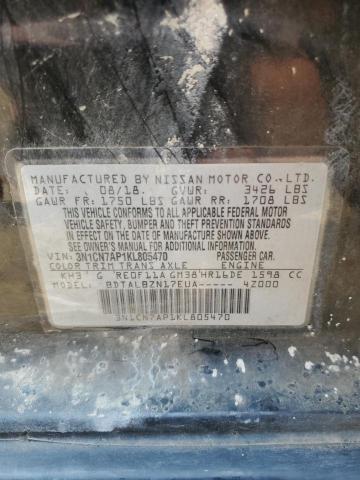 MANUFACTURED BY NISSAN MOTOR CO.,LTD.
DATE: 08/18. GVWR: 3426 LBS
GAWR FR: 1750 LBS GAWR RR: 1708 LBS
THIS VEHICLE CONFORMS TO ALL APPLICABLE FEDERAL MOTOR
VEHICLE SAFETY, BUMPER, AND THEFT PREVENTION STANDARDS
IN EFFECT ON THE DATE OF MANUFACTURE SHOWN ABOVE.
SEE OWNER'S MANUAL FOR ADDITIONAL INFORMATION.
VIN: 3N1CN7AP1KL805470 PASSENGER CAR.
COLOR TRIM TRANS AXLE ENGINE
KH3 G RE0F11A GM38 HR16DE 1598 CC
MODEL: BDTALBZN17EUA----- 4Z000
3N1CN7AP1KL805470